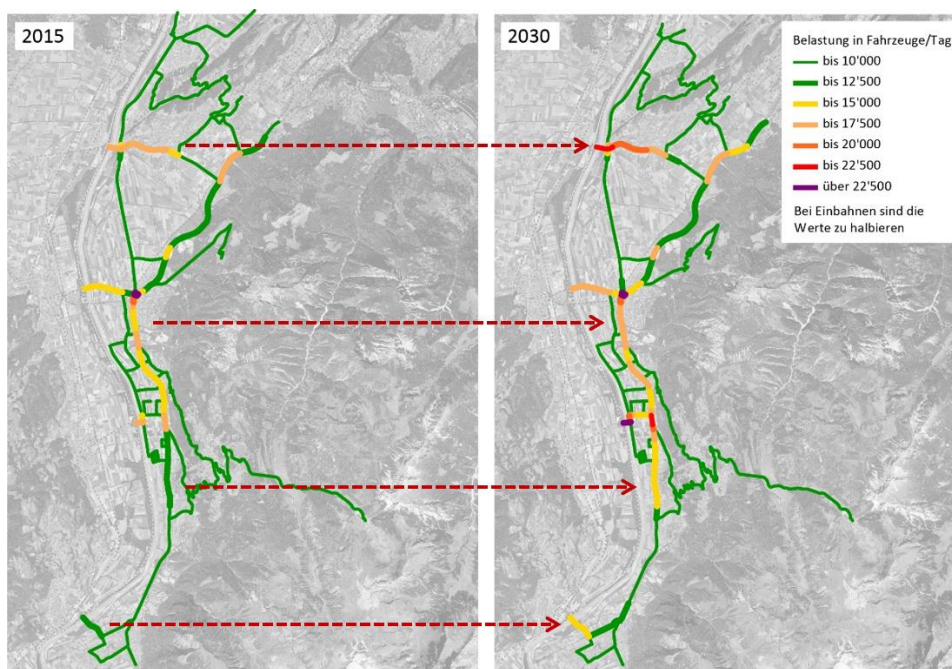 2015
2030
Belastung in Fahrzeuge/Tag
bis 10'000
bis 12'500
bis 15'000
bis 17'500
bis 20'000
bis 22'500
über 22'500
Bei Einbahnen sind die
Werte zu halbieren